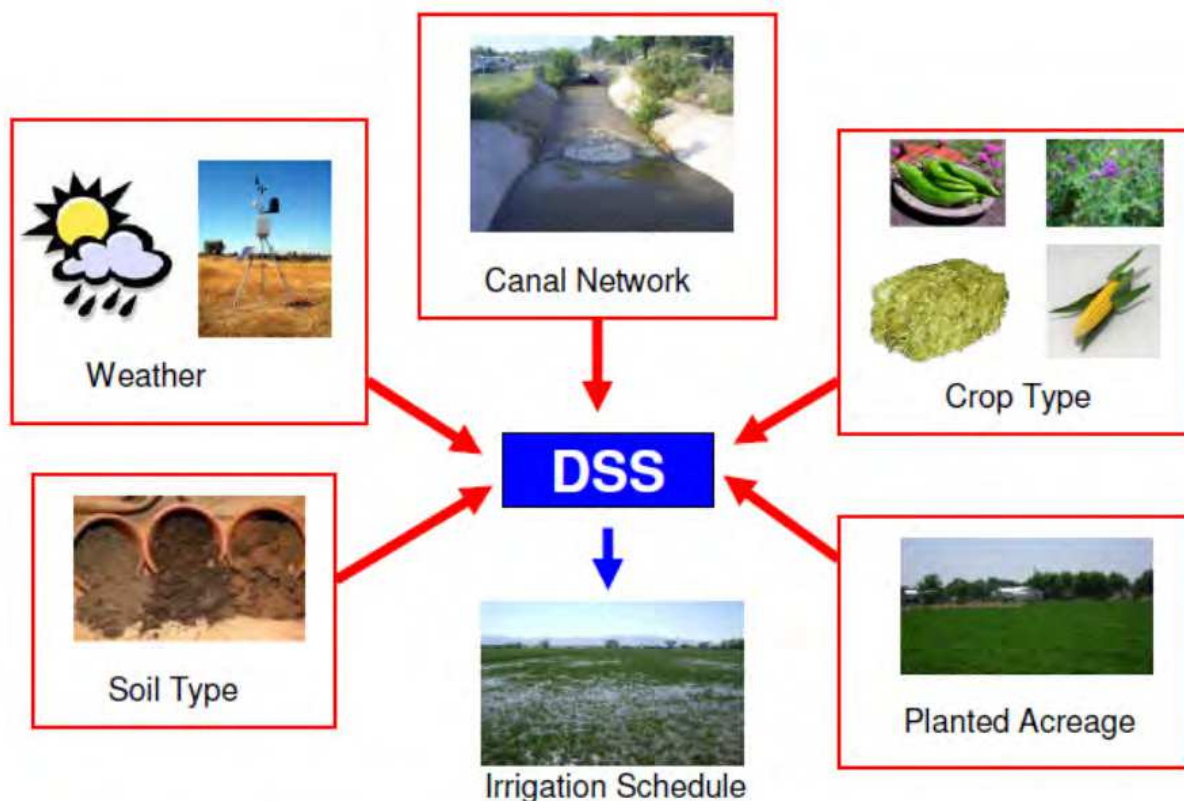 Canal Network
Weather
Crop Type
DSS
Soil Type
Planted Acreage
Irrigation Schedule